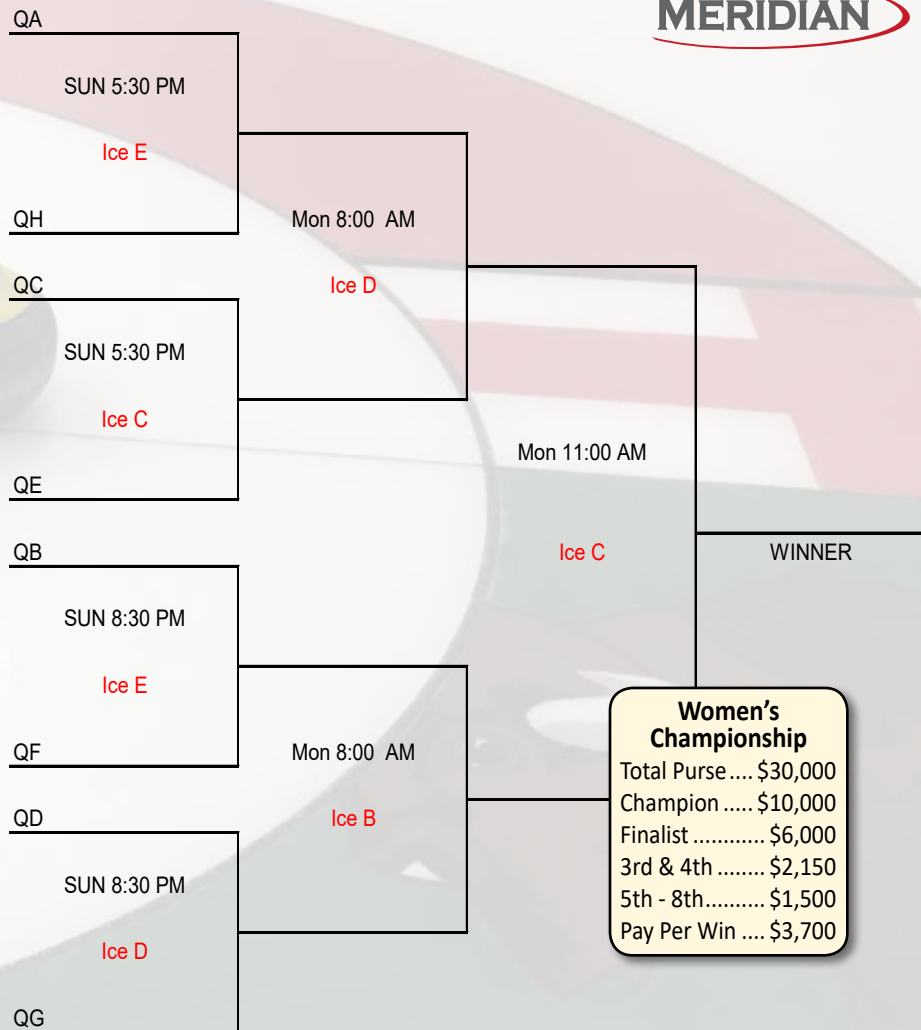 MERIDIAN
QA
SUN 5:30 PM
Ice E
QH
Mon 8:00 AM
Ice D
QC
SUN 5:30 PM
Ice C
QE
Mon 11:00 AM
Ice C
WINNER
QB
SUN 8:30 PM
Ice E
QF
Mon 8:00 AM
Ice B
QD
SUN 8:30 PM
Ice D
QG
Women's
Championship
Total Purse .... $30,000
Champion ..... $10,000
Finalist ............ $6,000
3rd & 4th ........ $2,150
5th - 8th.......... $1,500
Pay Per Win .... $3,700